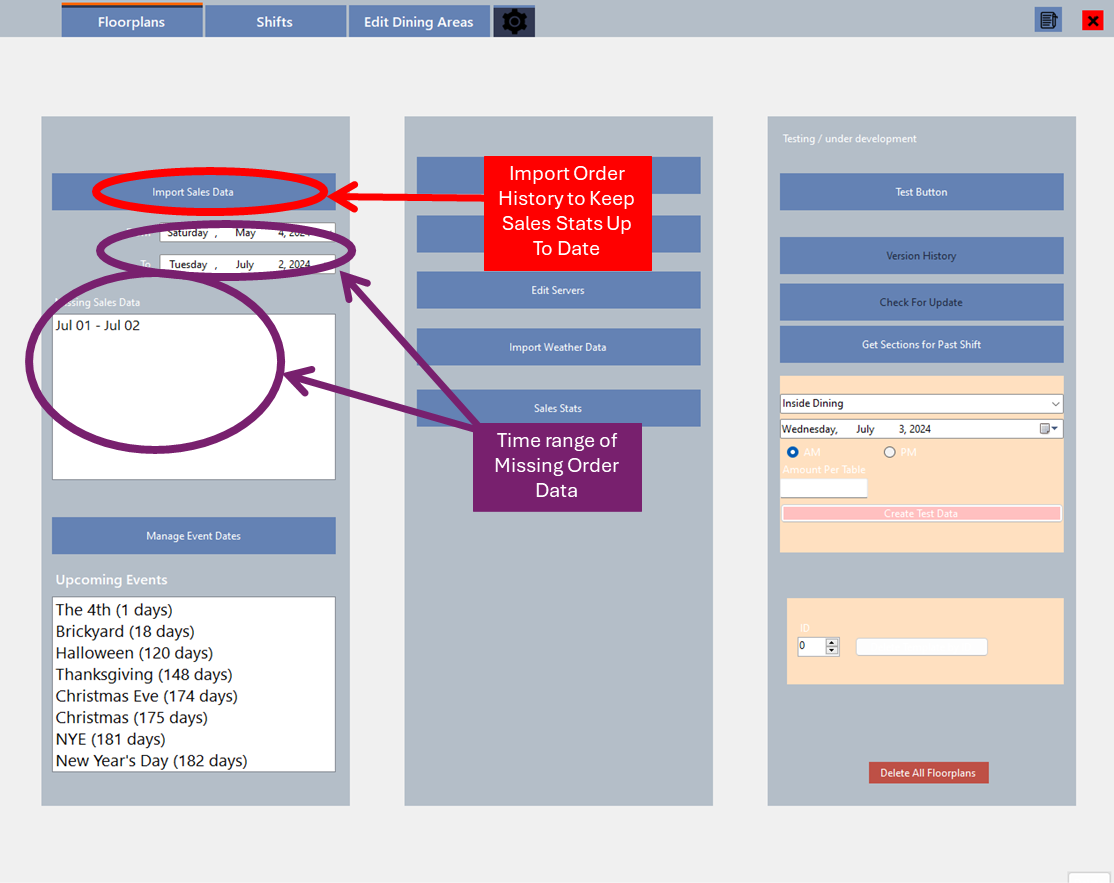 Floorplans
Shifts
Edit Dining Areas
Import Sales Data
Saturday , May 4, 2024
To Tuesday , July 2, 2024
Missing Sales Data
Jul 01 - Jul 02
Manage Event Dates
Upcoming Events
The 4th (1 days)
Brickyard (18 days)
Halloween (120 days)
Thanksgiving (148 days)
Christmas Eve (174 days)
Christmas (175 days)
NYE (181 days)
New Year's Day (182 days)
Import Order
History to Keep
Sales Stats Up
To Date
Edit Servers
Import Weather Data
Sales Stats
Time range of
Missing Order
Data
Testing / under development
Test Button
Version History
Check For Update
Get Sections for Past Shift
Inside Dining
Wednesday, July 3, 2024
AM PM
Amount Per Table
Create Test Data
ID
0
Delete All Floorplans